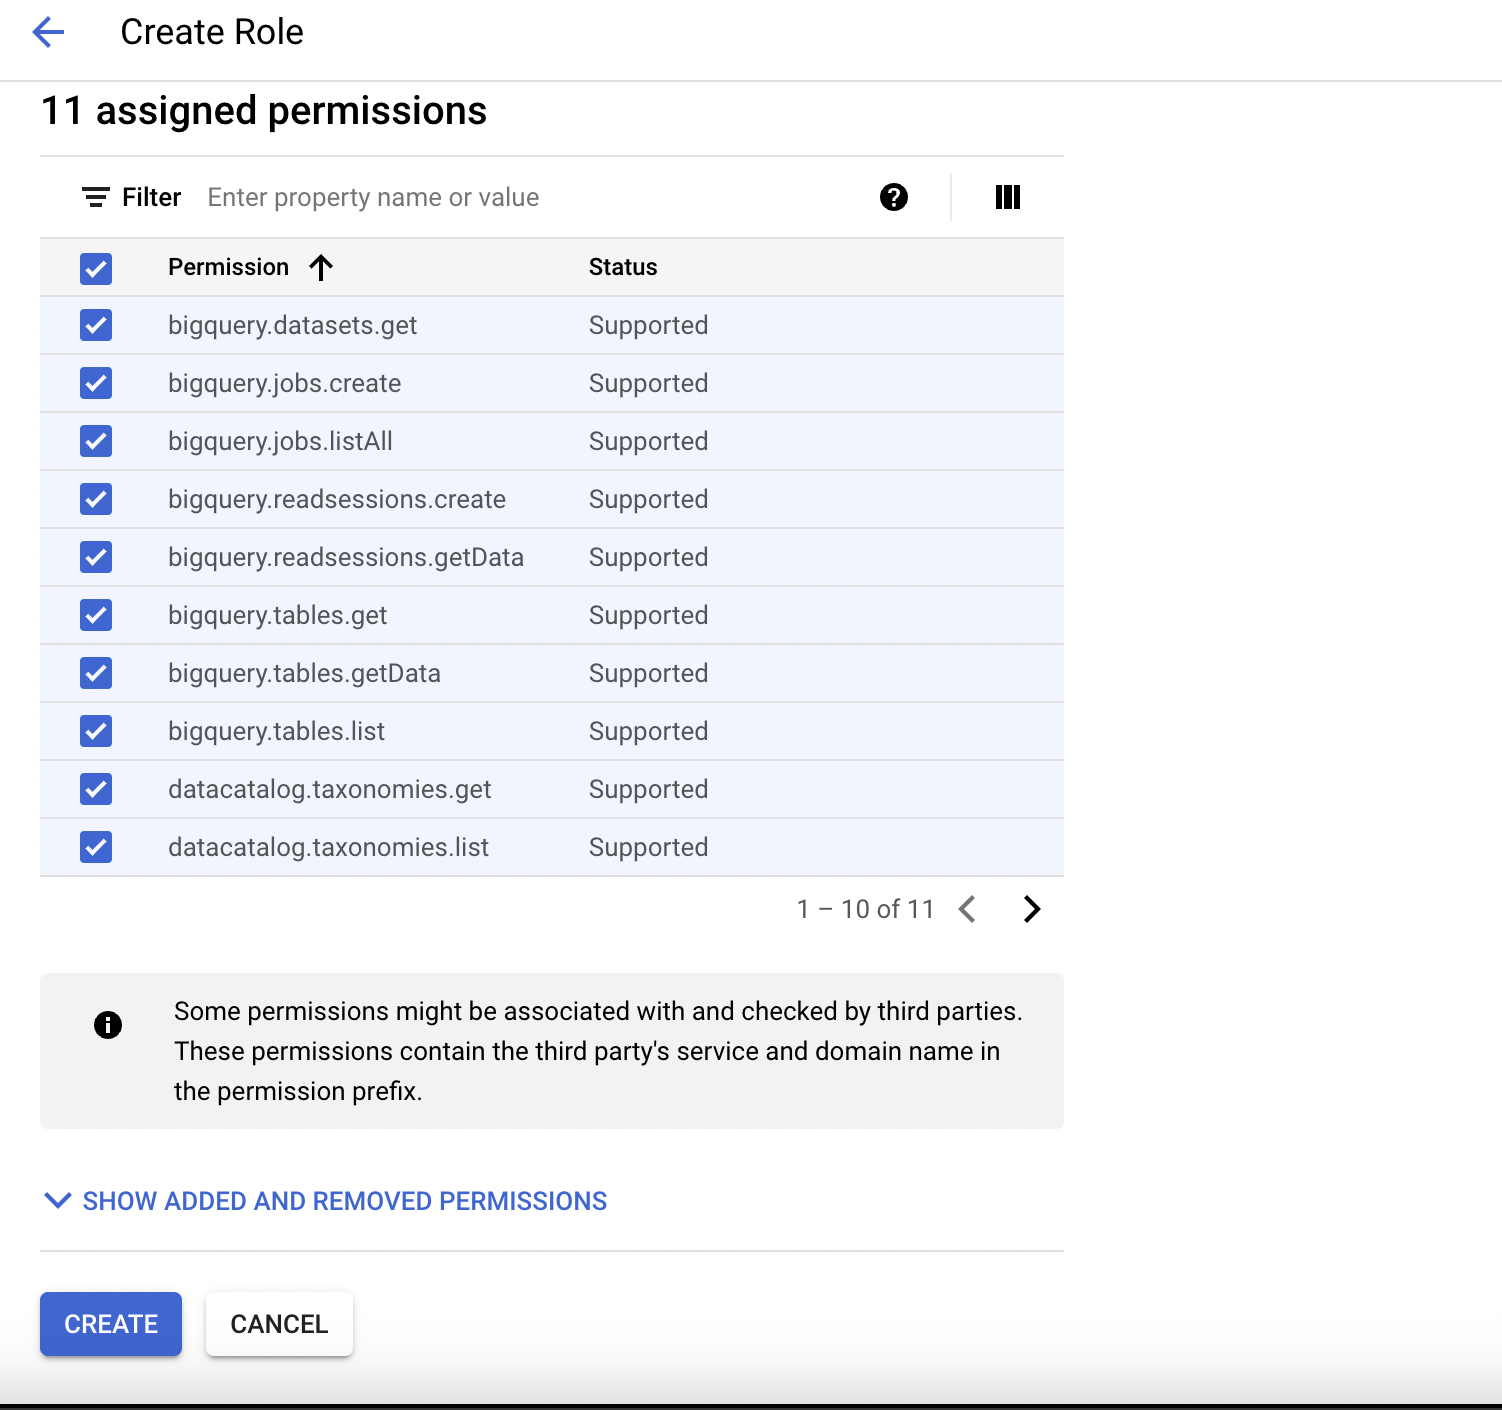 Create Role
11 assigned permissions
Filter Enter property name or value
Permission Status
bigquery.datasets.get Supported
bigquery.jobs.create Supported
bigquery.jobs.listAll Supported
bigquery.readsessions.create Supported
bigquery.readsessions.getData Supported
bigquery.tables.get Supported
bigquery.tables.getData Supported
bigquery.tables.list Supported
datacatalog.taxonomies.get Supported
datacatalog.taxonomies.list Supported
1 – 10 of 11
Some permissions might be associated with and checked by third parties.
These permissions contain the third party's service and domain name in
the permission prefix.
SHOW ADDED AND REMOVED PERMISSIONS
CREATE CANCEL